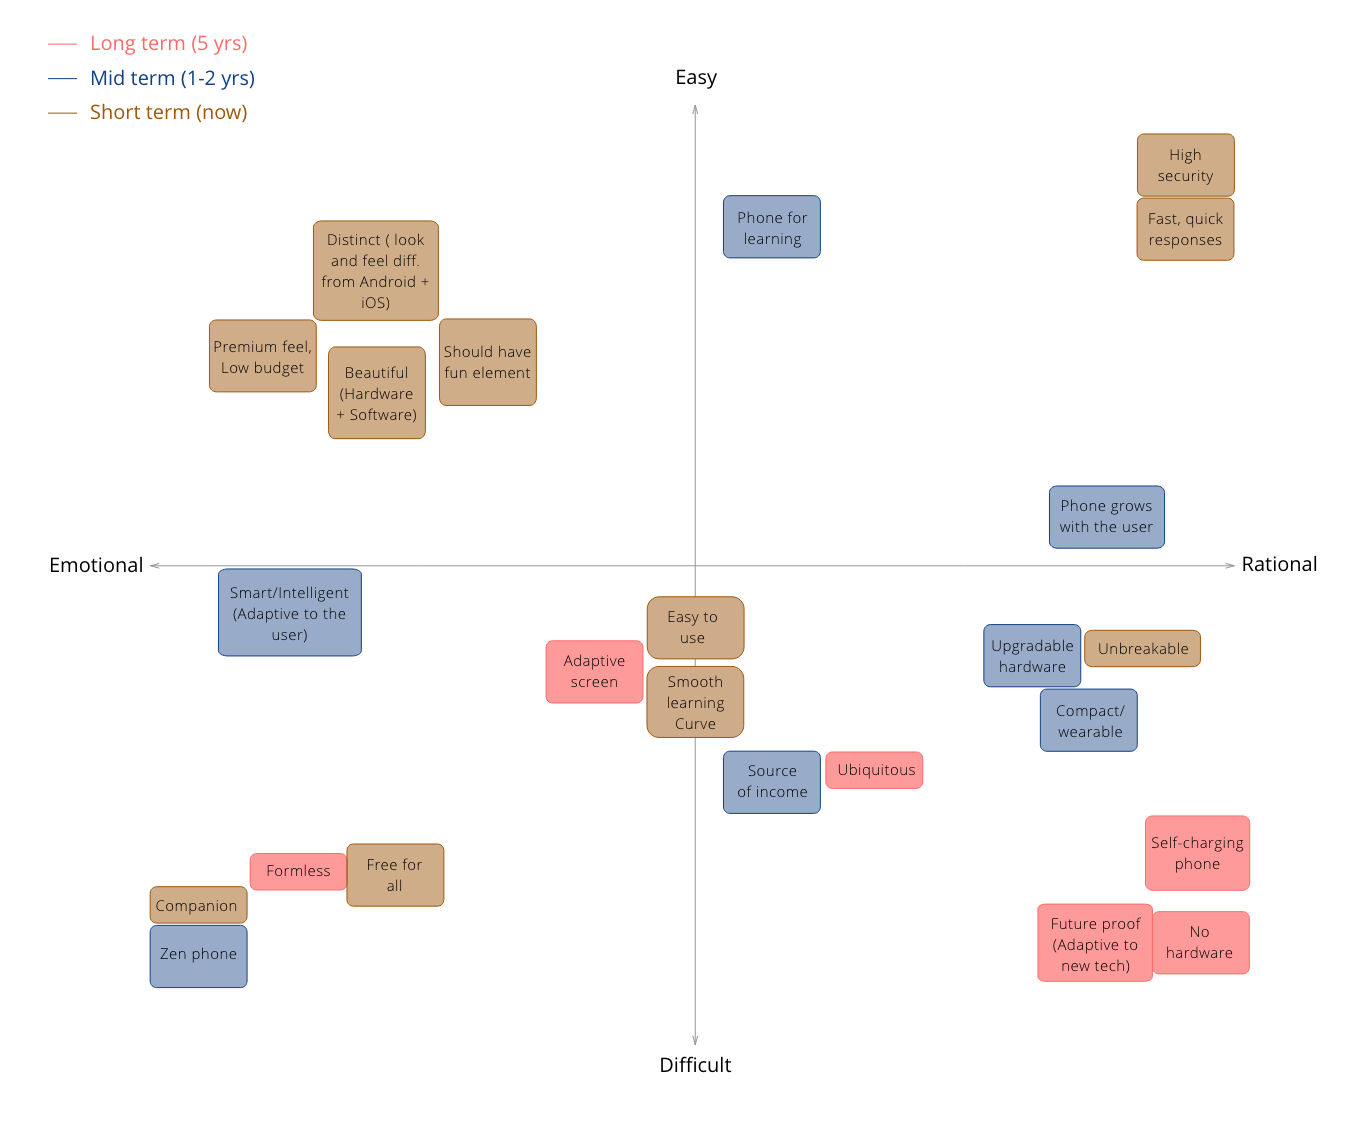 Long term (5 yrs)
Mid term (1-2 yrs)
Short term (now)
Easy
High
security
Fast, quick
responses
Phone for
learning
Distinct ( look
and feel diff.
from Android +
iOS)
Premium feel,
Low budget
Beautiful
(Hardware
+ Software)
Should have
fun element
Phone grows
with the user
Emotional
Rational
Smart/Intelligent
(Adaptive to the
user)
Easy to
use
Adaptive
screen
Smooth
learning
Curve
Upgradable
hardware
Unbreakable
Compact/
wearable
Source
of income
Ubiquitous
Self-charging
phone
Formless
Free for
all
Companion
Zen phone
Future proof
(Adaptive to
new tech)
No
hardware
Difficult